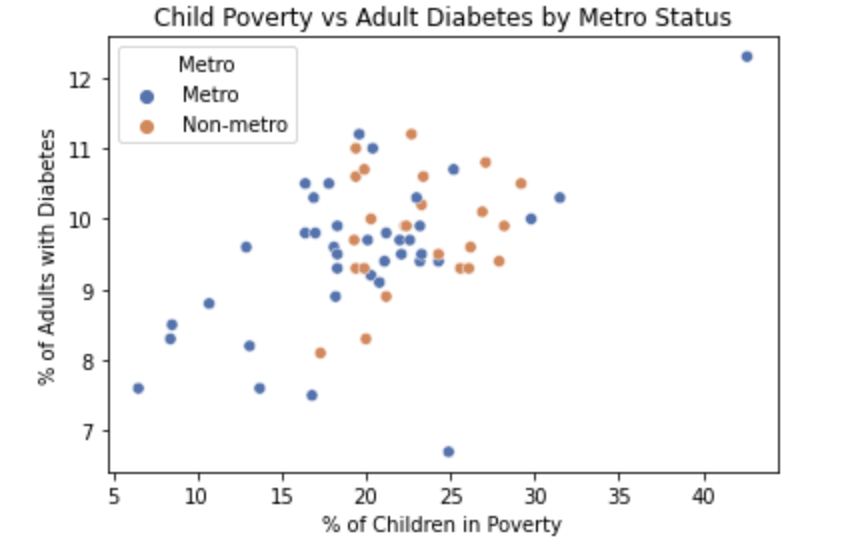 Child Poverty vs Adult Diabetes by Metro Status
Metro
Metro
Non-metro
% of Adults with Diabetes
12
11
10
9
8
7
5 10 15 20 25 30 35 40
% of Children in Poverty